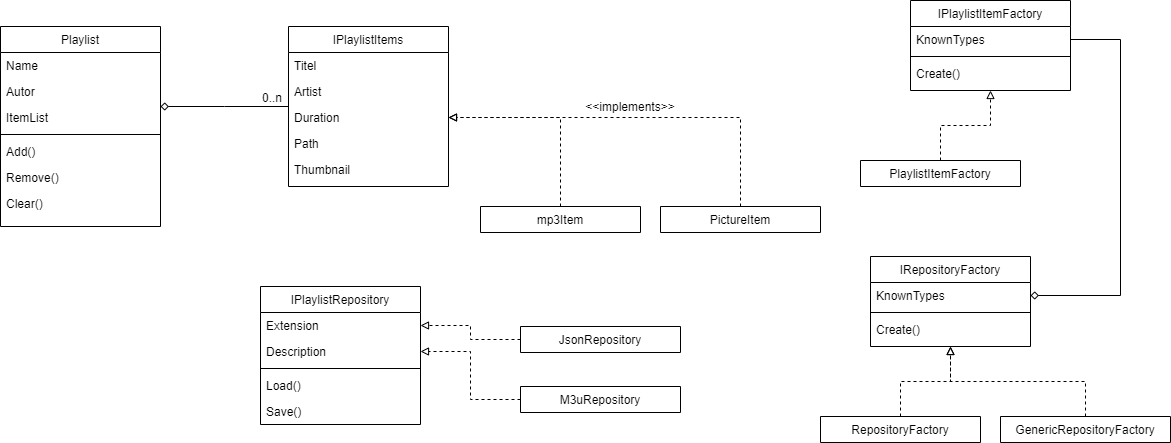 Playlist
Name
Autor
ItemList
Add()
Remove()
Clear()
0..n
IPlaylistItems
Titel
Artist
Duration
Path
Thumbnail
<<implements>>
mp3Item
PictureItem
IPlaylistItemFactory
KnownTypes
Create()
PlaylistItemFactory
IRepositoryFactory
KnownTypes
Create()
RepositoryFactory
GenericRepositoryFactory
IPlaylistRepository
Extension
Description
Load()
Save()
JsonRepository
M3uRepository